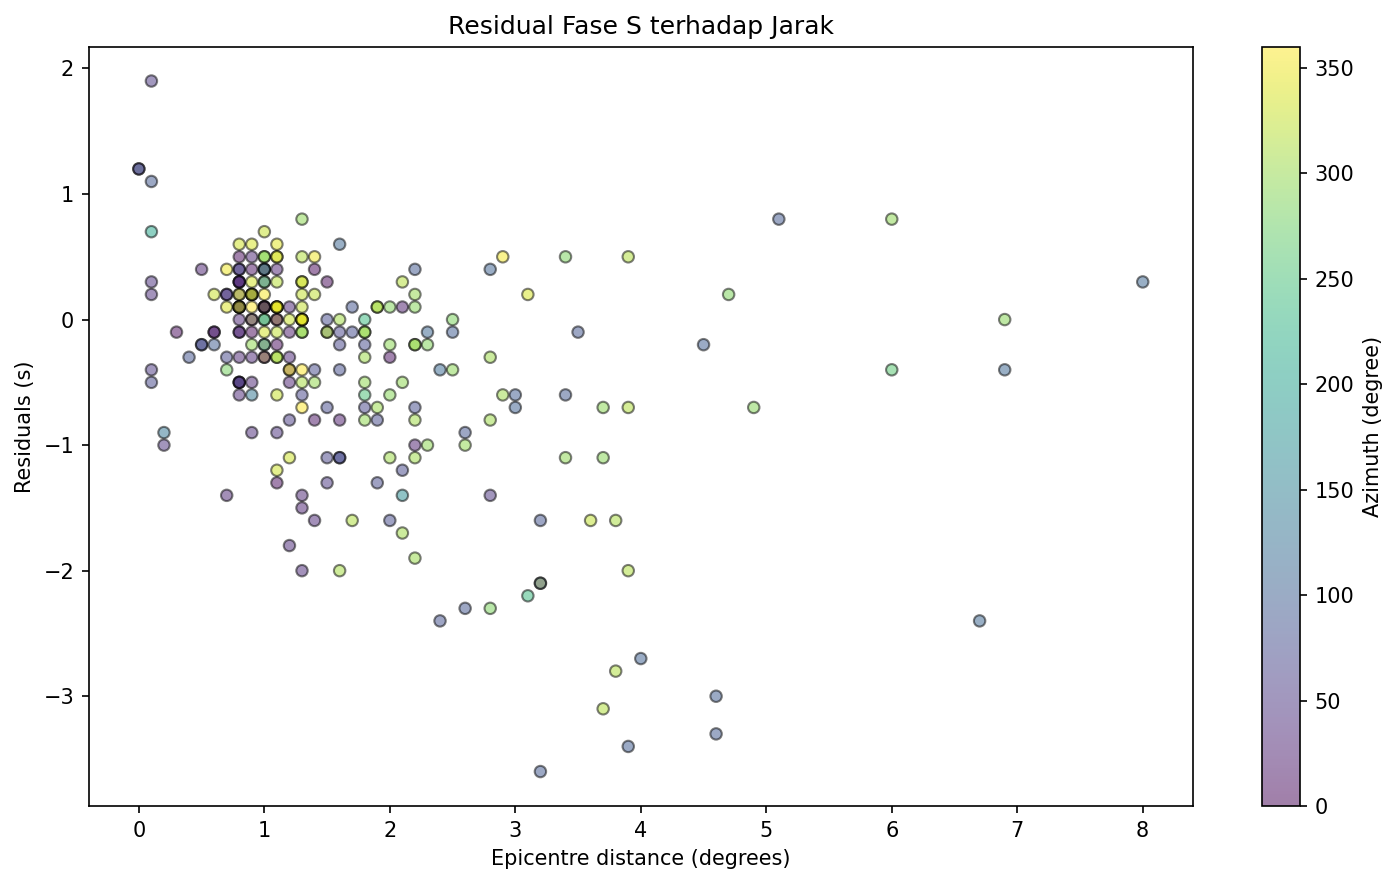 Residual Fase S terhadap Jarak
2
1
0
−1
−2
−3
Residuals (s)
0 1 2 3 4 5 6 7 8
Epicentre distance (degrees)
350
300
250
200
150
100
50
0
Azimuth (degree)